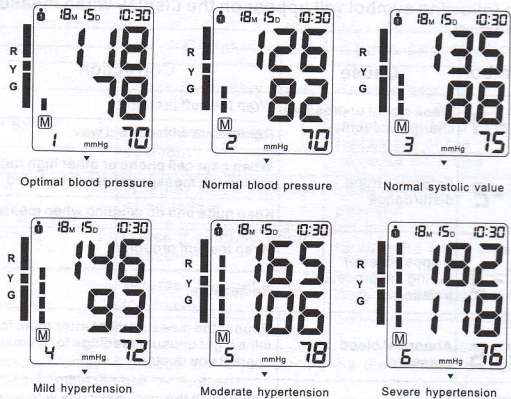 18M 15D 10:30
118
R
Y
G
78
M
1 mmHg 70
Optimal blood pressure
18M 15D 10:30
126
R
Y
G
82
M
2 mmHg 70
Normal blood pressure
18M 15D 10:30
135
R
Y
G
88
M
3 mmHg 75
Normal systolic value
18M 15D 10:30
146
R
Y
G
93
M
4 mmHg 72
Mild hypertension
18M 15D 10:30
165
R
Y
G
106
M
5 mmHg 78
Moderate hypertension
18M 15D 10:30
182
R
Y
G
118
M
6 mmHg 76
Severe hypertension